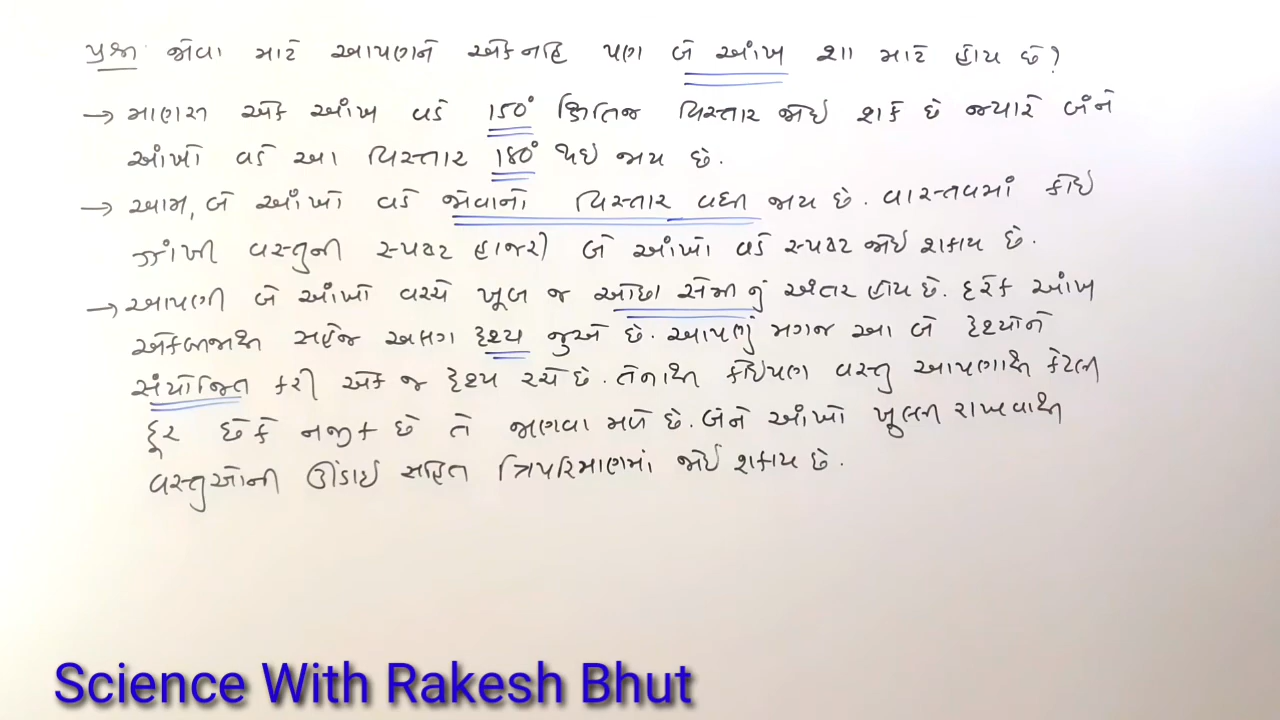 પ્રશ્ન જોવા માટે આપણને એક નહિ પણ બે આંખ શા માટે હોય છે?
→ માણસ એક આંખ વડે 150° ક્ષિતિજ વિસ્તાર જોઈ શકે છે જ્યારે બંને
આંખો વડે આ વિસ્તાર 180° થઈ જાય છે.
→ આમ, બે આંખો વડે જોવાનો વિસ્તાર વધી જાય છે. વાસ્તવમાં કોઈ
ઝાંખી વસ્તુની સ્પષ્ટ હાજરી બે આંખો વડે સ્પષ્ટ જોઈ શકાય છે.
→ આપણી બે આંખો વચ્ચે ખૂબ જ ઓછા સેમી નું અંતર હોય છે. દરેક આંખ
એકબીજાથી સહેજ અલગ દૃશ્ય જુએ છે. આપણું મગજ આ બે દૃશ્યોને
સંયોજિત કરી એક જ દૃશ્ય રચે છે. તેનાથી કોઈપણ વસ્તુ આપણાથી કેટલી
દૂર છે કે નજીક છે તે જાણવા મળે છે. બંને આંખો ખુલ્લી રાખવાથી
વસ્તુઓની ઊંડાઈ સહિત ત્રિપરિમાણમાં જોઈ શકાય છે.
Science With Rakesh Bhut